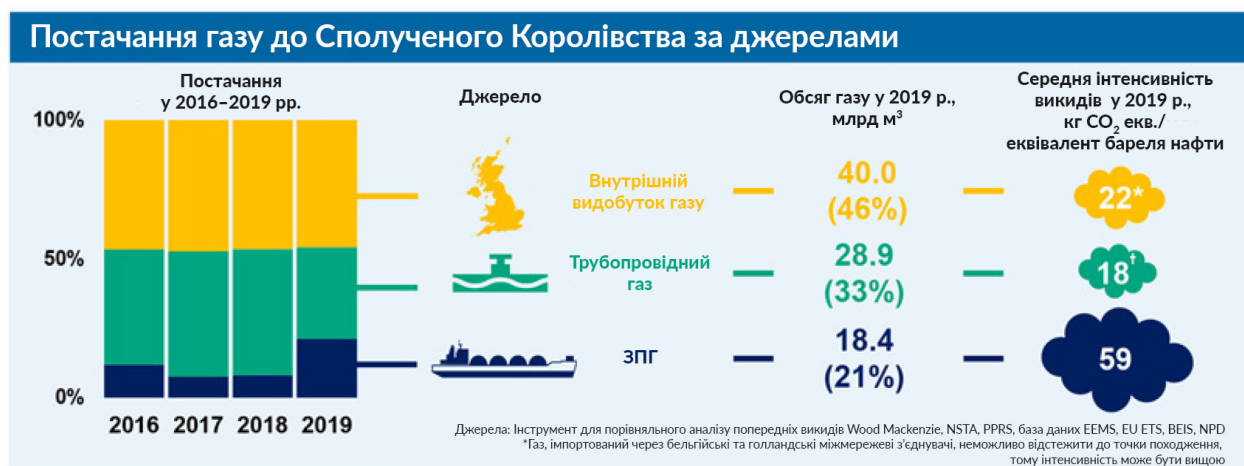 Постачання газу до Сполученого Королівства за джерелами
Постачання
у 2016–2019 рр.
Джерело
Обсяг газу у 2019 р.,
млрд м³
Середня інтенсивність
викидів у 2019 р.,
кг CO₂ екв./
еквівалент бареля нафти
100%
50%
0%
2016 2017 2018 2019
Внутрішній
видобуток газу
40.0
(46%)
22*
Трубопровідний
газ
28.9
(33%)
18†
ЗПГ
18.4
(21%)
59
Джерела: Інструмент для порівняльного аналізу попередніх викидів Wood Mackenzie, NSTA, PPRS, база даних EEMS, EU ETS, BEIS, NPD
*Газ, імпортований через бельгійські та голландські міжмережеві з’єднувачі, неможливо відстежити до точки походження,
тому інтенсивність може бути вищою